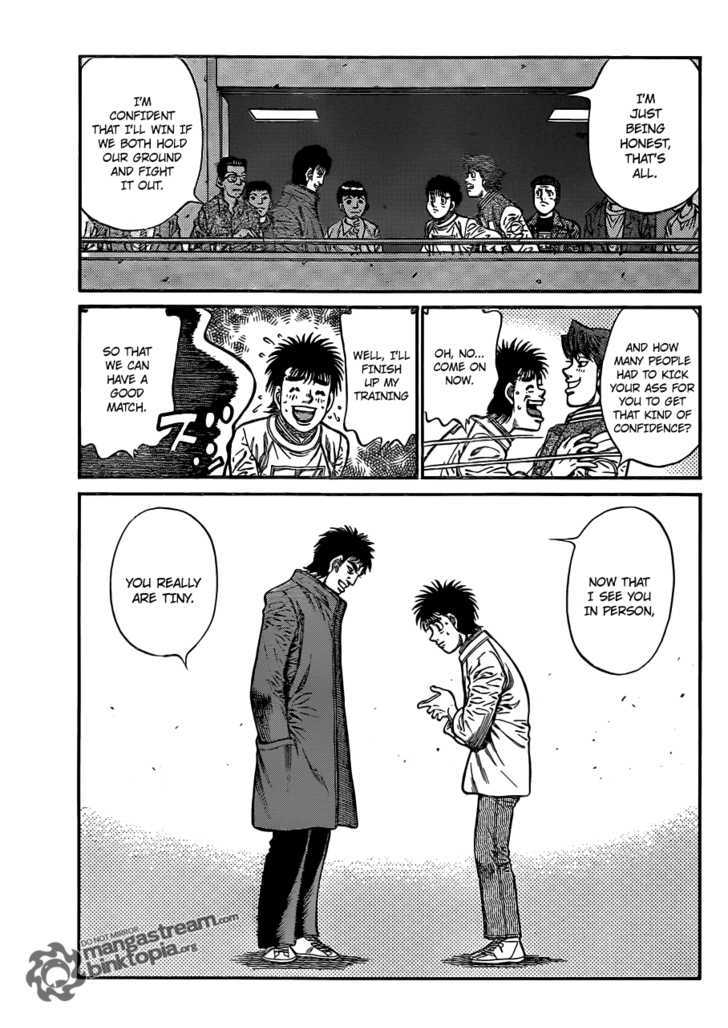 I'M
JUST
BEING
HONEST,
THAT'S
ALL.
I'M
CONFIDENT
THAT I'LL WIN IF
WE BOTH HOLD
OUR GROUND
AND FIGHT
IT OUT.
AND HOW
MANY PEOPLE
HAD TO KICK
YOUR ASS FOR
YOU TO GET
THAT KIND OF
CONFIDENCE?
OH, NO...
COME ON
NOW.
WELL, I'LL
FINISH
UP MY
TRAINING
SO THAT
WE CAN
HAVE A
GOOD
MATCH.
NOW THAT
I SEE YOU
IN PERSON,
YOU REALLY
ARE TINY.
DO NOT MIRROR
mangastream.com
binktopia.org